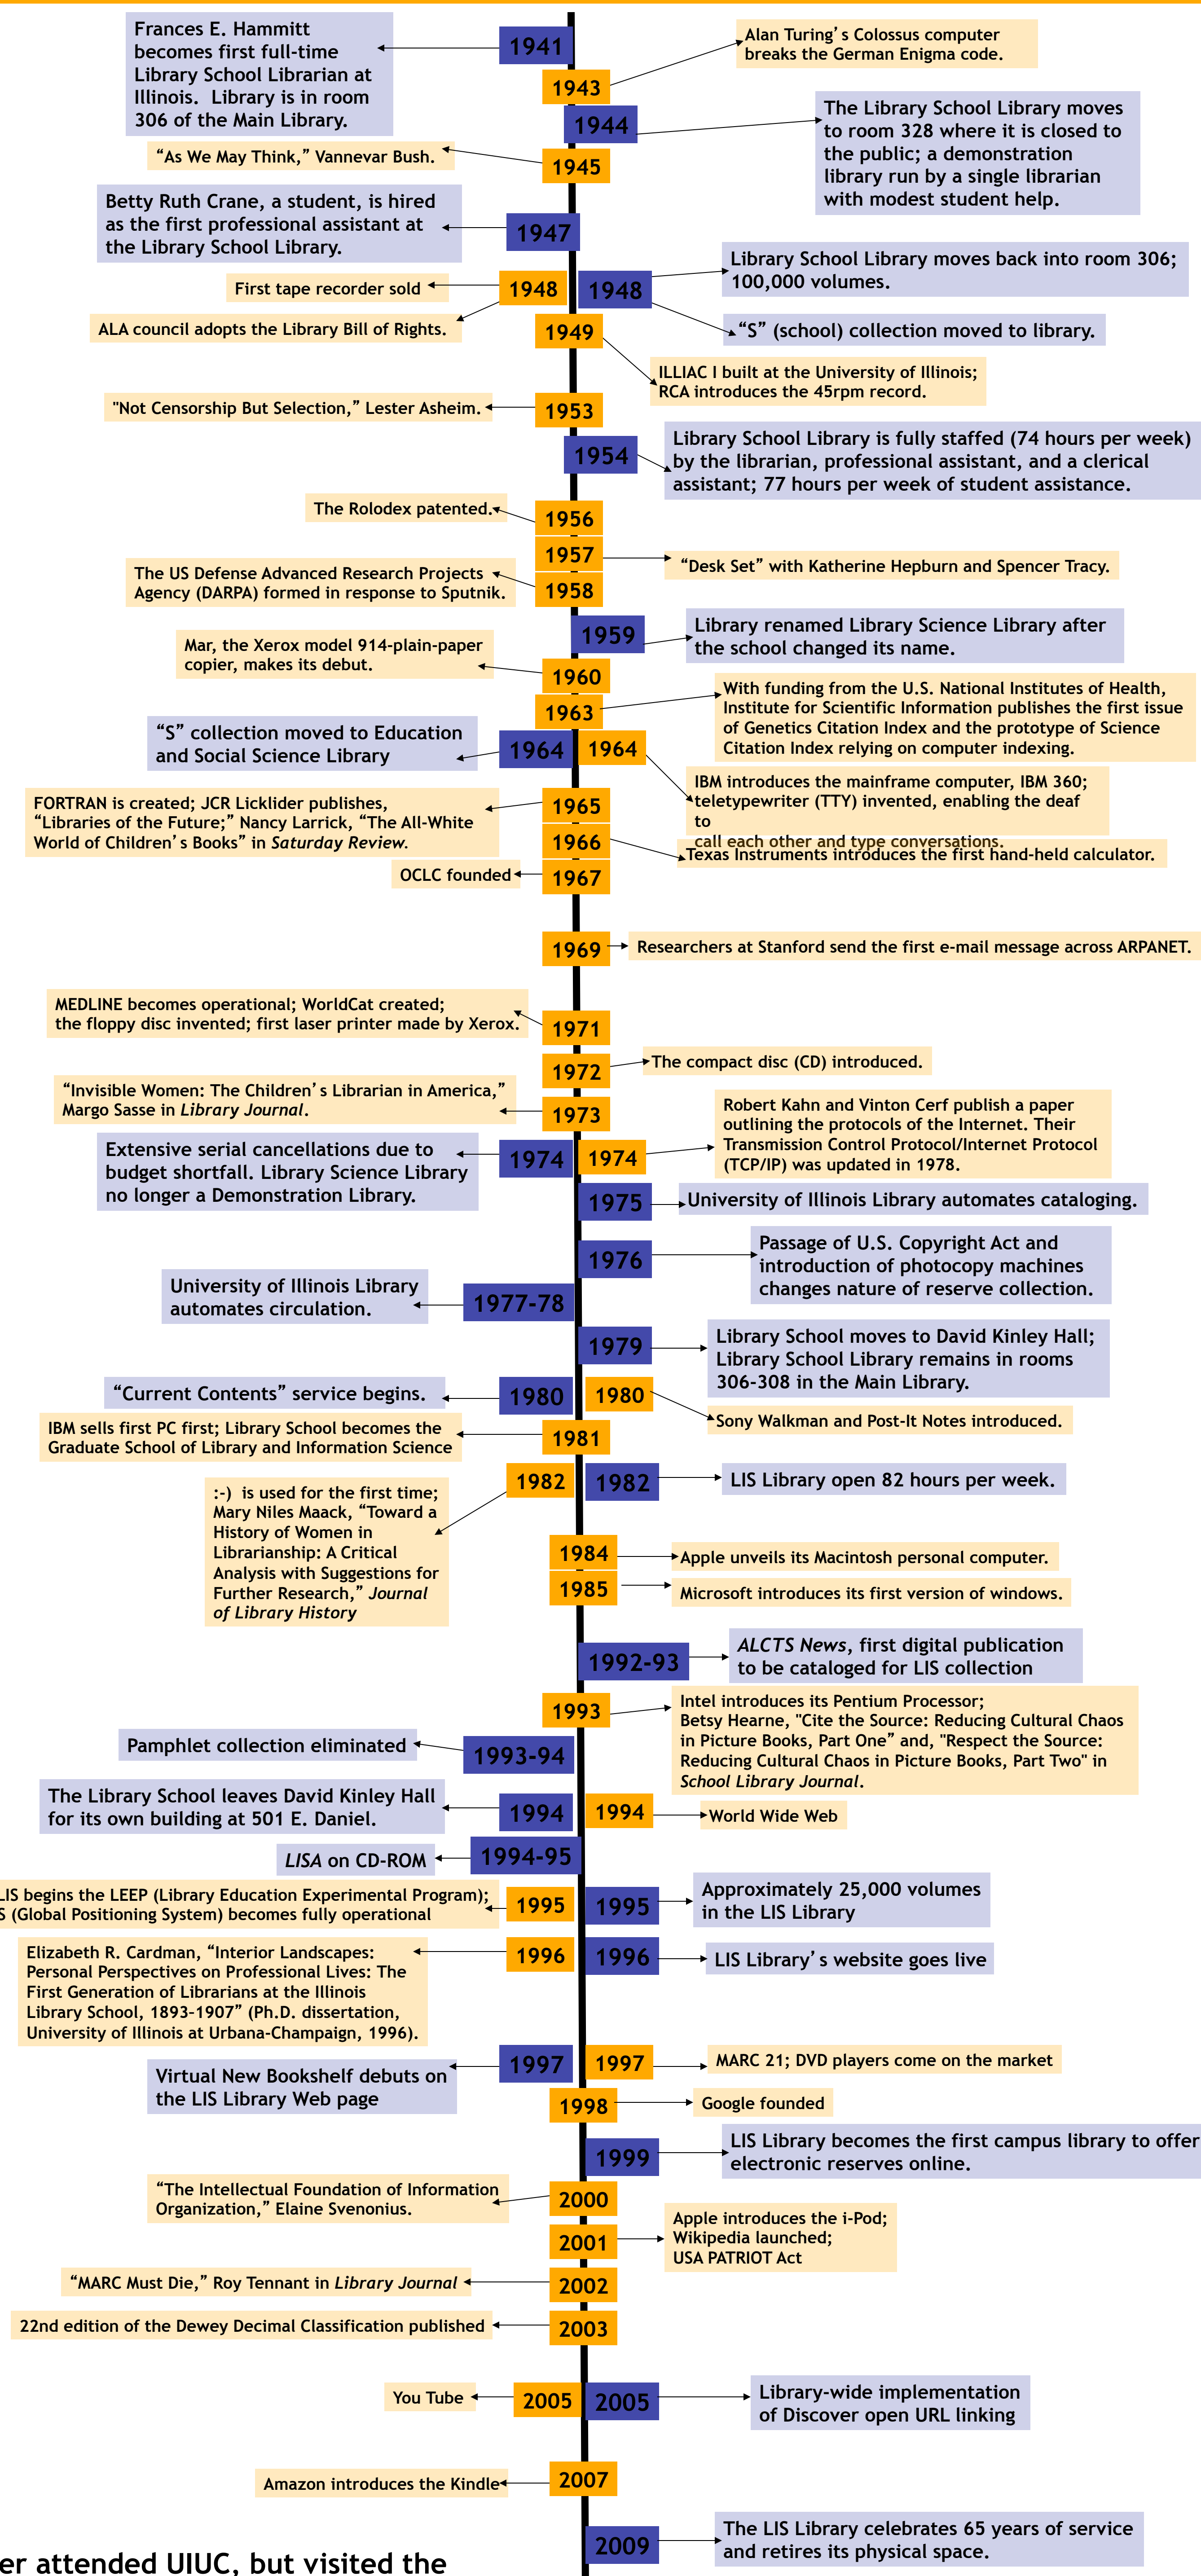 Frances E. Hammitt
becomes first full-time
Library School Librarian at
Illinois.  Library is in room
306 of the Main Library.
1941
Alan Turing’s Colossus computer
breaks the German Enigma code.
1943
1944
The Library School Library moves
to room 328 where it is closed to
the public; a demonstration
library run by a single librarian
with modest student help.
“As We May Think,” Vannevar Bush.
1945
Betty Ruth Crane, a student, is hired
as the first professional assistant at
the Library School Library.
1947
First tape recorder sold
ALA council adopts the Library Bill of Rights.
1948
1948
Library School Library moves back into room 306;
100,000 volumes.
“S” (school) collection moved to library.
1949
ILLIAC I built at the University of Illinois;
RCA introduces the 45rpm record.
"Not Censorship But Selection,” Lester Asheim.
1953
1954
Library School Library is fully staffed (74 hours per week)
by the librarian, professional assistant, and a clerical
assistant; 77 hours per week of student assistance.
The Rolodex patented.
1956
1957
“Desk Set” with Katherine Hepburn and Spencer Tracy.
The US Defense Advanced Research Projects
Agency (DARPA) formed in response to Sputnik.
1958
1959
Library renamed Library Science Library after
the school changed its name.
Mar, the Xerox model 914-plain-paper
copier, makes its debut.
1960
1963
With funding from the U.S. National Institutes of Health,
Institute for Scientific Information publishes the first issue
of Genetics Citation Index and the prototype of Science
Citation Index relying on computer indexing.
“S” collection moved to Education
and Social Science Library
1964
1964
IBM introduces the mainframe computer, IBM 360;
teletypewriter (TTY) invented, enabling the deaf
to
call each other and type conversations.
FORTRAN is created; JCR Licklider publishes,
“Libraries of the Future;” Nancy Larrick, “The All-White
World of Children’s Books” in Saturday Review.
1965
1966
Texas Instruments introduces the first hand-held calculator.
OCLC founded
1967
1969
Researchers at Stanford send the first e-mail message across ARPANET.
MEDLINE becomes operational; WorldCat created;
the floppy disc invented; first laser printer made by Xerox.
1971
1972
The compact disc (CD) introduced.
“Invisible Women: The Children’s Librarian in America,”
Margo Sasse in Library Journal.
1973
Extensive serial cancellations due to
budget shortfall. Library Science Library
no longer a Demonstration Library.
1974
1974
Robert Kahn and Vinton Cerf publish a paper
outlining the protocols of the Internet. Their
Transmission Control Protocol/Internet Protocol
(TCP/IP) was updated in 1978.
1975
University of Illinois Library automates cataloging.
1976
Passage of U.S. Copyright Act and
introduction of photocopy machines
changes nature of reserve collection.
University of Illinois Library
automates circulation.
1977-78
1979
Library School moves to David Kinley Hall;
Library School Library remains in rooms
306-308 in the Main Library.
“Current Contents” service begins.
1980
1980
Sony Walkman and Post-It Notes introduced.
IBM sells first PC first; Library School becomes the
Graduate School of Library and Information Science
1981
:-)  is used for the first time;
Mary Niles Maack, “Toward a
History of Women in
Librarianship: A Critical
Analysis with Suggestions for
Further Research,” Journal
of Library History
1982
1982
LIS Library open 82 hours per week.
1984
Apple unveils its Macintosh personal computer.
1985
Microsoft introduces its first version of windows.
1992-93
ALCTS News, first digital publication
to be cataloged for LIS collection
1993
Intel introduces its Pentium Processor;
Betsy Hearne, "Cite the Source: Reducing Cultural Chaos
in Picture Books, Part One” and, "Respect the Source:
Reducing Cultural Chaos in Picture Books, Part Two" in
School Library Journal.
Pamphlet collection eliminated
1993-94
The Library School leaves David Kinley Hall
for its own building at 501 E. Daniel.
1994
1994
World Wide Web
LISA on CD-ROM
1994-95
LIS begins the LEEP (Library Education Experimental Program);
S (Global Positioning System) becomes fully operational
1995
1995
Approximately 25,000 volumes
in the LIS Library
Elizabeth R. Cardman, “Interior Landscapes:
Personal Perspectives on Professional Lives: The
First Generation of Librarians at the Illinois
Library School, 1893–1907” (Ph.D. dissertation,
University of Illinois at Urbana-Champaign, 1996).
1996
1996
LIS Library’s website goes live
Virtual New Bookshelf debuts on
the LIS Library Web page
1997
1997
MARC 21; DVD players come on the market
1998
Google founded
1999
LIS Library becomes the first campus library to offer
electronic reserves online.
“The Intellectual Foundation of Information
Organization,” Elaine Svenonius.
2000
2001
Apple introduces the i-Pod;
Wikipedia launched;
USA PATRIOT Act
“MARC Must Die,” Roy Tennant in Library Journal
2002
22nd edition of the Dewey Decimal Classification published
2003
You Tube
2005
2005
Library-wide implementation
of Discover open URL linking
Amazon introduces the Kindle
2007
2009
The LIS Library celebrates 65 years of service
and retires its physical space.
er attended UIUC, but visited the